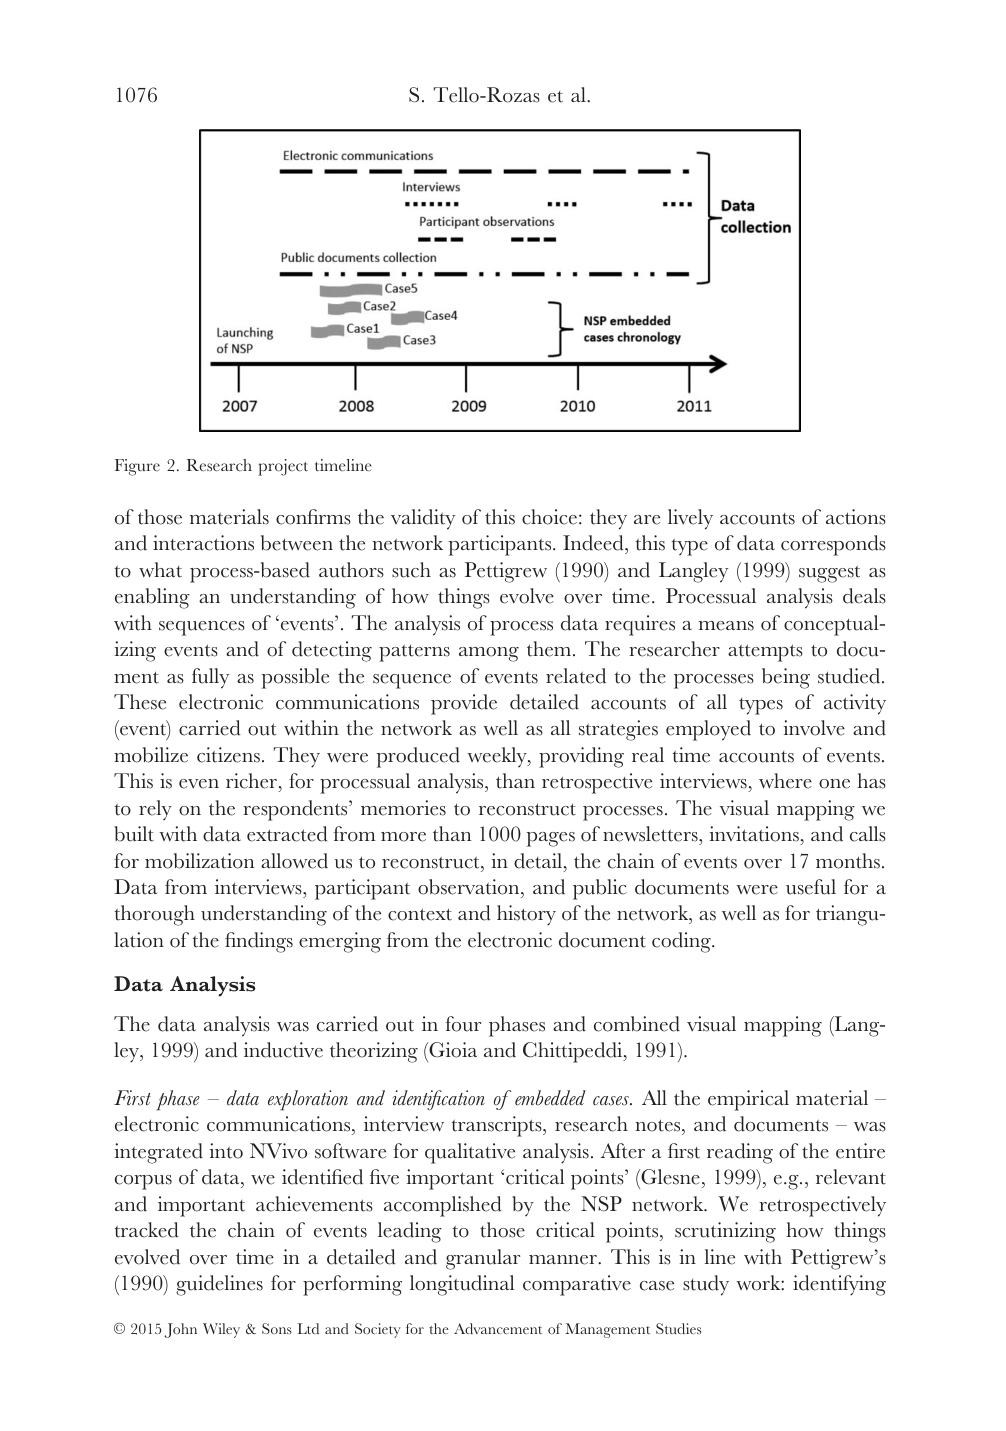 1076
S. Tello-Rozas et al.
Electronic communications
Interviews
Participant observations
Public documents collection
Data
collection
Case5
Case2
Case4
Case1
Case3
Launching
of NSP
NSP embedded
cases chronology
2007
2008
2009
2010
2011
Figure 2. Research project timeline
of those materials confirms the validity of this choice: they are lively accounts of actions
and interactions between the network participants. Indeed, this type of data corresponds
to what process-based authors such as Pettigrew (1990) and Langley (1999) suggest as
enabling an understanding of how things evolve over time. Processual analysis deals
with sequences of ‘events’. The analysis of process data requires a means of conceptual-
izing events and of detecting patterns among them. The researcher attempts to docu-
ment as fully as possible the sequence of events related to the processes being studied.
These electronic communications provide detailed accounts of all types of activity
(event) carried out within the network as well as all strategies employed to involve and
mobilize citizens. They were produced weekly, providing real time accounts of events.
This is even richer, for processual analysis, than retrospective interviews, where one has
to rely on the respondents’ memories to reconstruct processes. The visual mapping we
built with data extracted from more than 1000 pages of newsletters, invitations, and calls
for mobilization allowed us to reconstruct, in detail, the chain of events over 17 months.
Data from interviews, participant observation, and public documents were useful for a
thorough understanding of the context and history of the network, as well as for triangu-
lation of the findings emerging from the electronic document coding.
Data Analysis
The data analysis was carried out in four phases and combined visual mapping (Lang-
ley, 1999) and inductive theorizing (Gioia and Chittipeddi, 1991).
First phase – data exploration and identification of embedded cases. All the empirical material –
electronic communications, interview transcripts, research notes, and documents – was
integrated into NVivo software for qualitative analysis. After a first reading of the entire
corpus of data, we identified five important ‘critical points’ (Glesne, 1999), e.g., relevant
and important achievements accomplished by the NSP network. We retrospectively
tracked the chain of events leading to those critical points, scrutinizing how things
evolved over time in a detailed and granular manner. This is in line with Pettigrew’s
(1990) guidelines for performing longitudinal comparative case study work: identifying
© 2015 John Wiley & Sons Ltd and Society for the Advancement of Management Studies